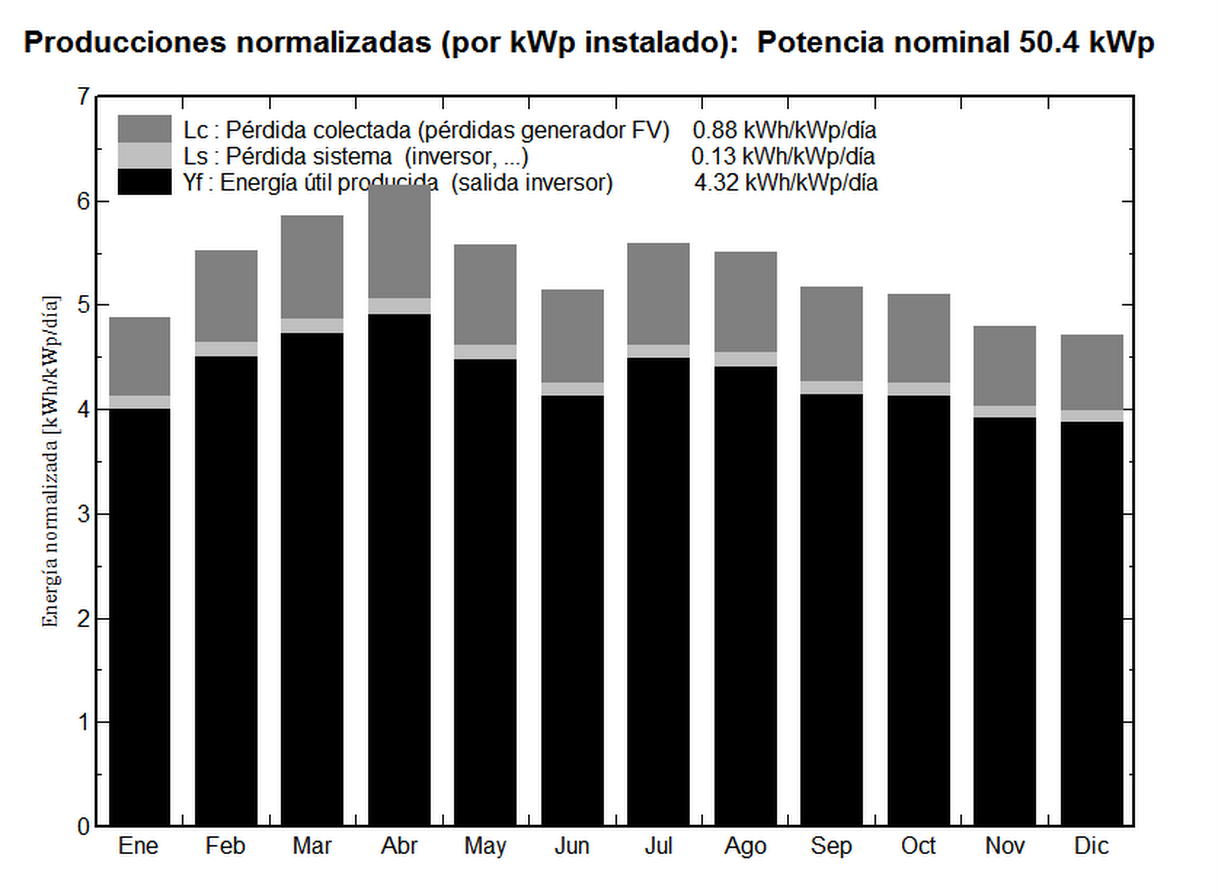 Producciones normalizadas (por kWp instalado):  Potencia nominal 50.4 kWp
7
Lc : Pérdida colectada (pérdidas generador FV)    0.88 kWh/kWp/día
Ls : Pérdida sistema  (inversor, ...)    0.13 kWh/kWp/día
Yf : Energía útil producida  (salida inversor)    4.32 kWh/kWp/día
6
5
4
3
2
1
0
Energía normalizada [kWh/kWp/día]
Ene Feb Mar Abr May Jun Jul Ago Sep Oct Nov Dic